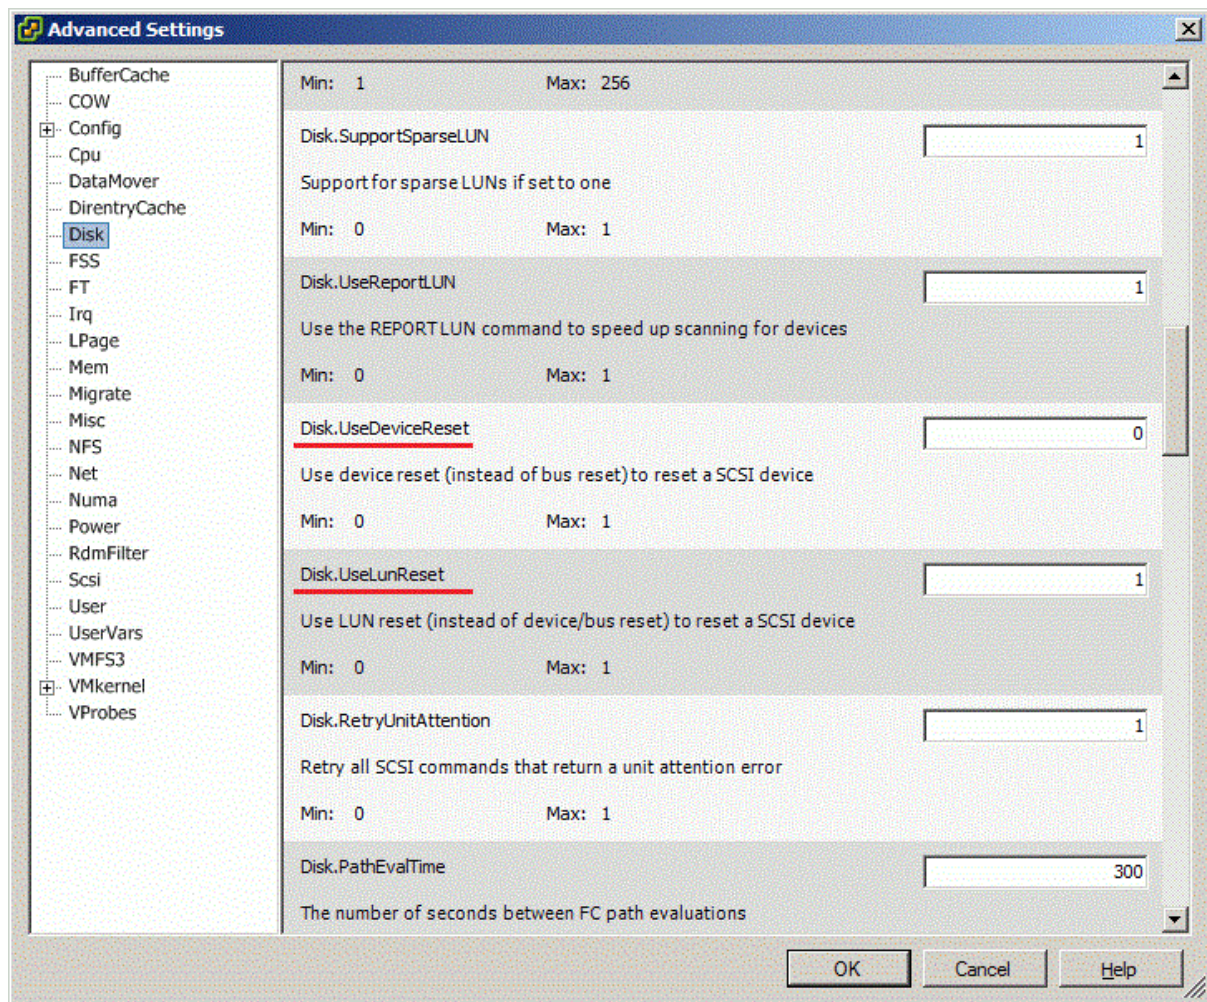 Advanced Settings
BufferCache
COW
Config
Cpu
DataMover
DirentryCache
Disk
FSS
FT
Irq
LPage
Mem
Migrate
Misc
NFS
Net
Numa
Power
RdmFilter
Scsi
User
UserVars
VMFS3
VMkernel
VProbes
Min: 1 Max: 256
Disk.SupportSparseLUN 1
Support for sparse LUNs if set to one
Min: 0 Max: 1
Disk.UseReportLUN 1
Use the REPORT LUN command to speed up scanning for devices
Min: 0 Max: 1
Disk.UseDeviceReset 0
Use device reset (instead of bus reset) to reset a SCSI device
Min: 0 Max: 1
Disk.UseLunReset 1
Use LUN reset (instead of device/bus reset) to reset a SCSI device
Min: 0 Max: 1
Disk.RetryUnitAttention 1
Retry all SCSI commands that return a unit attention error
Min: 0 Max: 1
Disk.PathEvalTime 300
The number of seconds between FC path evaluations
OK Cancel Help